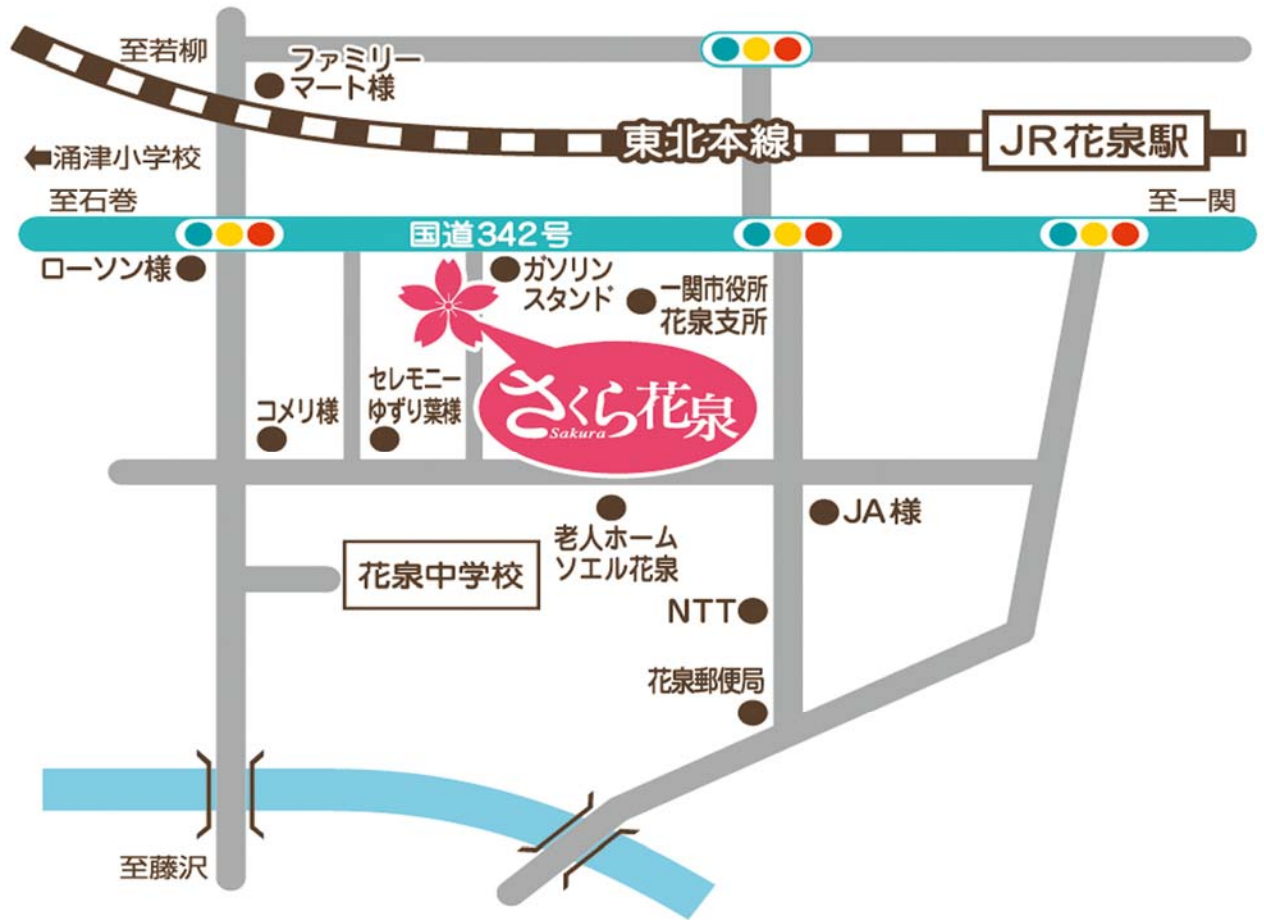 至若柳
ファミリー
マート様
東北本線
JR花泉駅
⬅涌津小学校
至石巻
至一関
国道342号
ローソン様
ガソリン
スタンド
一関市役所
花泉支所
セレモニー
ゆずり葉様
コメリ様
さくら花泉
Sakura
JA様
老人ホーム
ソエル花泉
花泉中学校
NTT
花泉郵便局
至藤沢